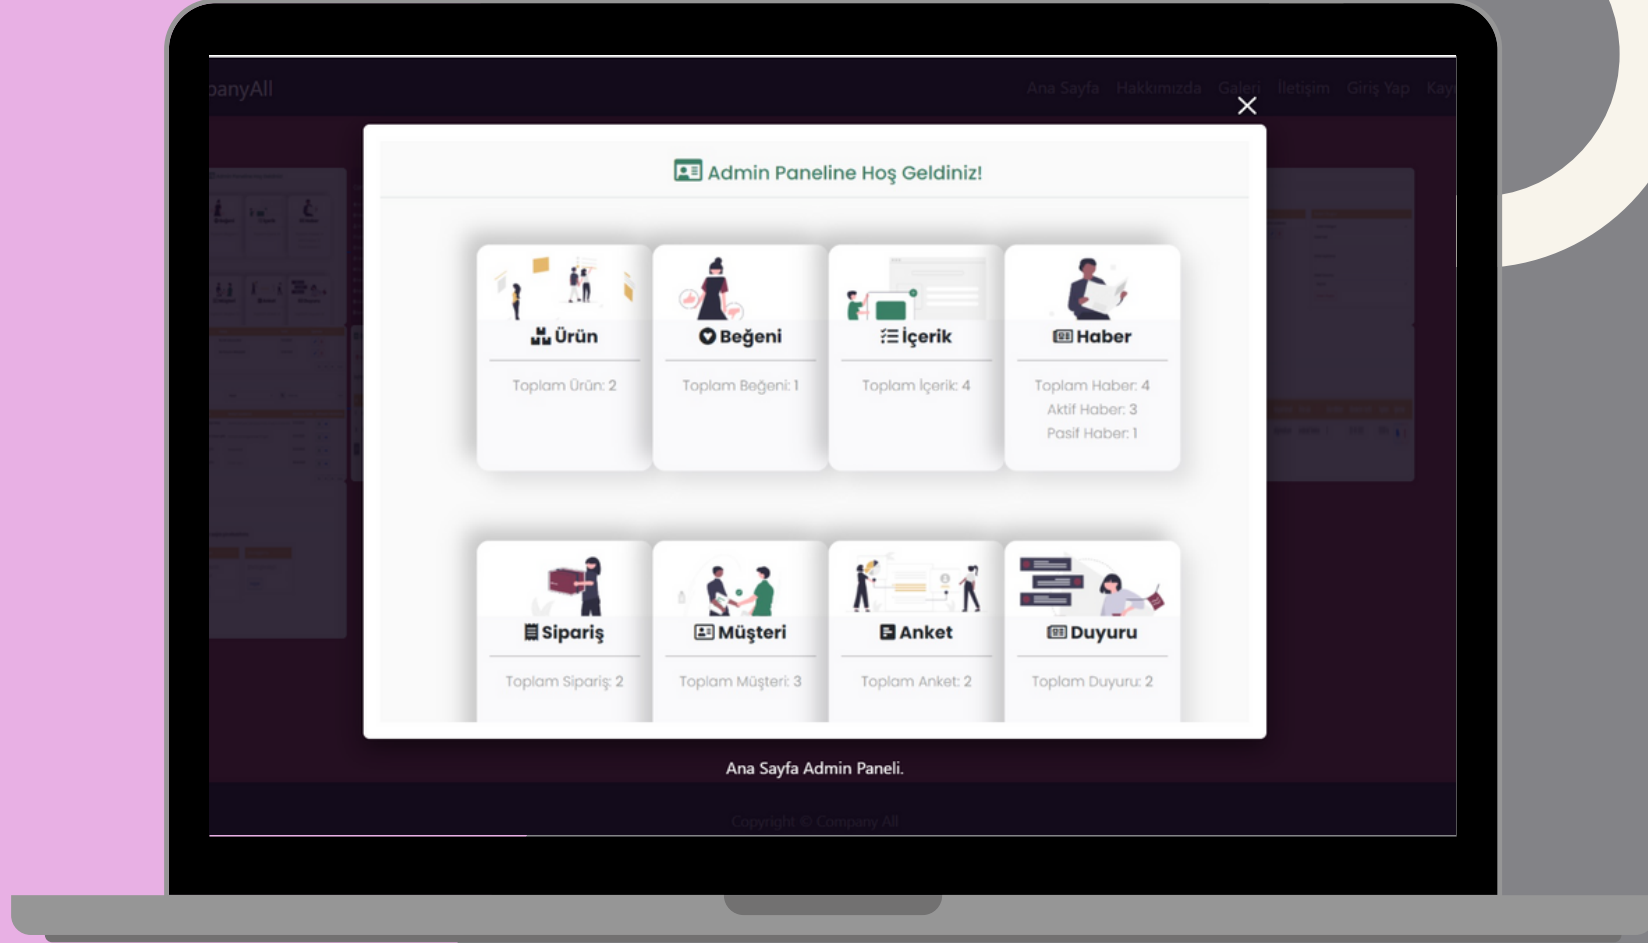 panyAll
Ana Sayfa Hakkımızda Galeri İletişim Giriş Yap
Admin Paneline Hoş Geldiniz!
Ürün
Toplam Ürün: 2
Beğeni
Toplam Beğeni: 1
İçerik
Toplam İçerik: 4
Haber
Toplam Haber: 4
Aktif Haber: 3
Pasif Haber: 1
Sipariş
Toplam Sipariş: 2
Müşteri
Toplam Müşteri: 3
Anket
Toplam Anket: 2
Duyuru
Toplam Duyuru: 2
Ana Sayfa Admin Paneli.
Copyright © Company All